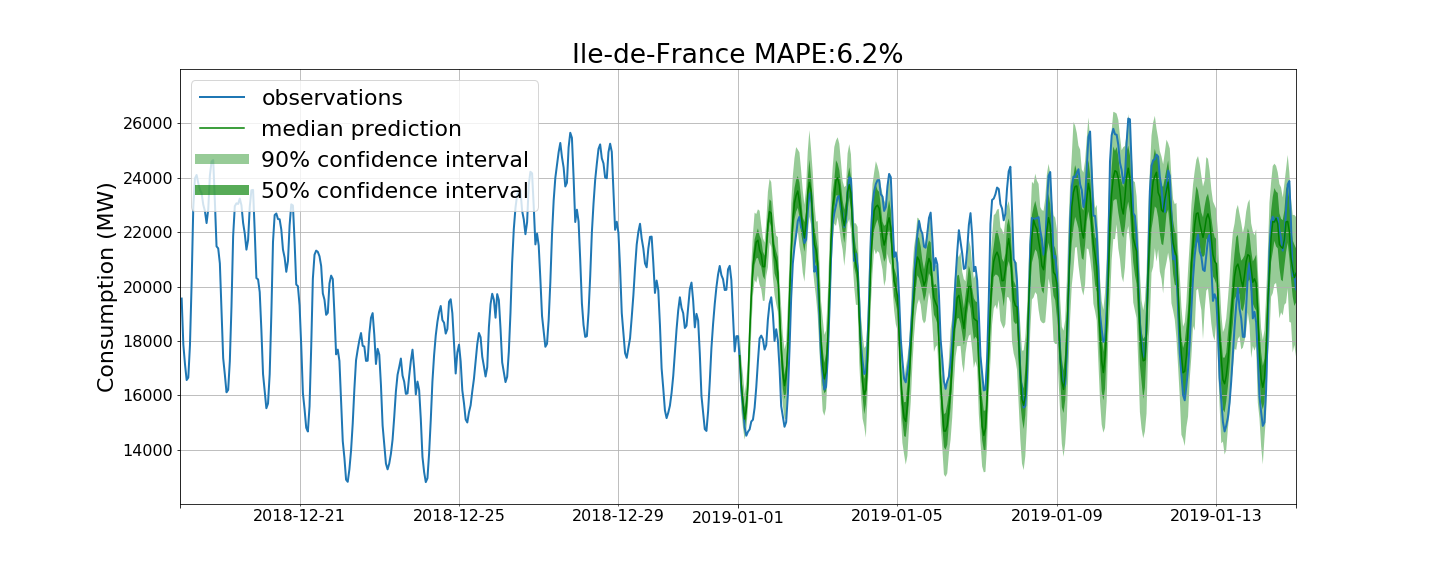 Ile-de-France MAPE:6.2%
observations
median prediction
90% confidence interval
50% confidence interval
Consumption (MW)
26000
24000
22000
20000
18000
16000
14000
2018-12-21
2018-12-25
2018-12-29
2019-01-01
2019-01-05
2019-01-09
2019-01-13